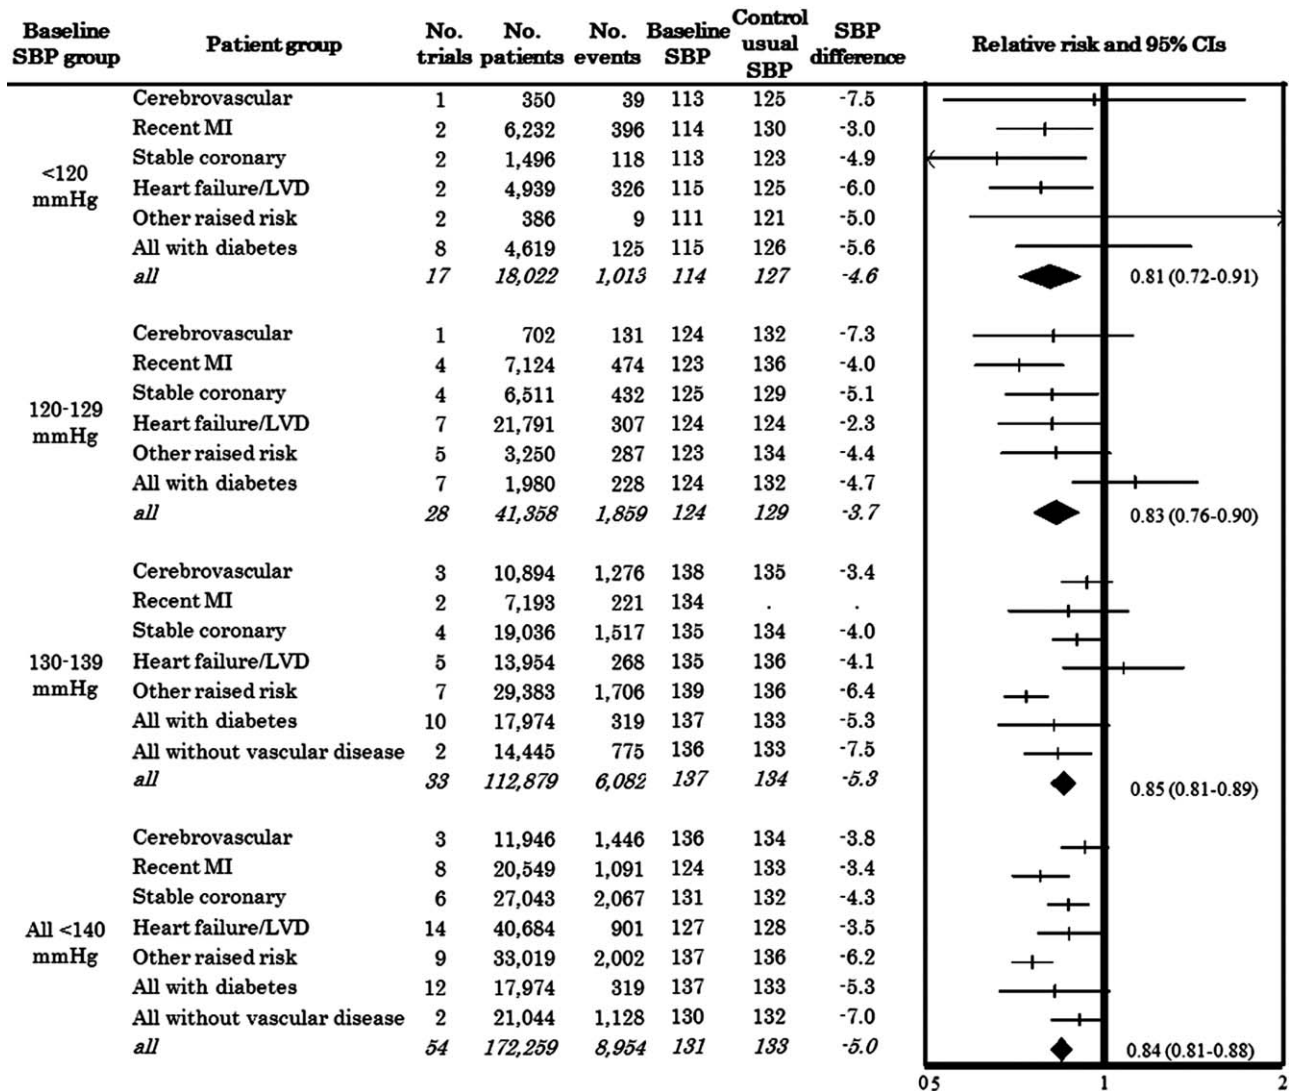 Baseline SBP group Patient group No. trials No. patients No. events Baseline SBP Control usual SBP SBP difference Relative risk and 95% CIs
<120 mmHg
Cerebrovascular 1 350 39 113 125 -7.5
Recent MI 2 6,232 396 114 130 -3.0
Stable coronary 2 1,496 118 113 123 -4.9
Heart failure/LVD 2 4,939 326 115 125 -6.0
Other raised risk 2 386 9 111 121 -5.0
All with diabetes 8 4,619 125 115 126 -5.6
all 17 18,022 1,013 114 127 -4.6 0.81 (0.72-0.91)
120-129 mmHg
Cerebrovascular 1 702 131 124 132 -7.3
Recent MI 4 7,124 474 123 136 -4.0
Stable coronary 4 6,511 432 125 129 -5.1
Heart failure/LVD 7 21,791 307 124 124 -2.3
Other raised risk 5 3,250 287 123 134 -4.4
All with diabetes 7 1,980 228 124 132 -4.7
all 28 41,358 1,859 124 129 -3.7 0.83 (0.76-0.90)
130-139 mmHg
Cerebrovascular 3 10,894 1,276 138 135 -3.4
Recent MI 2 7,193 221 134 . .
Stable coronary 4 19,036 1,517 135 134 -4.0
Heart failure/LVD 5 13,954 268 135 136 -4.1
Other raised risk 7 29,383 1,706 139 136 -6.4
All with diabetes 10 17,974 319 137 133 -5.3
All without vascular disease 2 14,445 775 136 133 -7.5
all 33 112,879 6,082 137 134 -5.3 0.85 (0.81-0.89)
All <140 mmHg
Cerebrovascular 3 11,946 1,446 136 134 -3.8
Recent MI 8 20,549 1,091 124 133 -3.4
Stable coronary 6 27,043 2,067 131 132 -4.3
Heart failure/LVD 14 40,684 901 127 128 -3.5
Other raised risk 9 33,019 2,002 137 136 -6.2
All with diabetes 12 17,974 319 137 133 -5.3
All without vascular disease 2 21,044 1,128 130 132 -7.0
all 54 172,259 8,954 131 133 -5.0 0.84 (0.81-0.88)
05 1 2